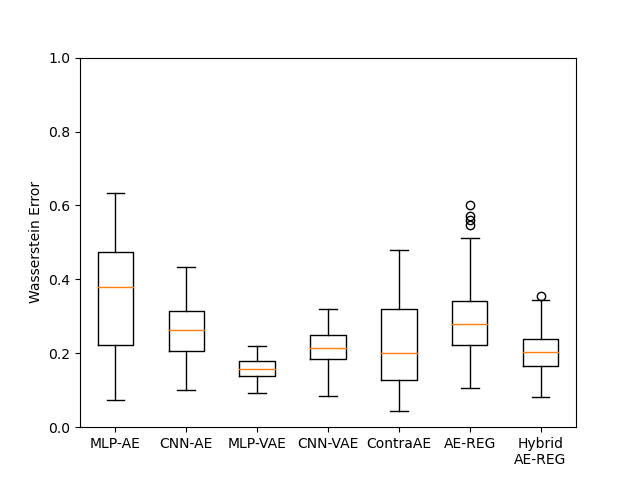 1.0
0.8
0.6
0.4
0.2
0.0
Wasserstein Error
MLP-AE CNN-AE MLP-VAE CNN-VAE ContraAE AE-REG Hybrid
AE-REG